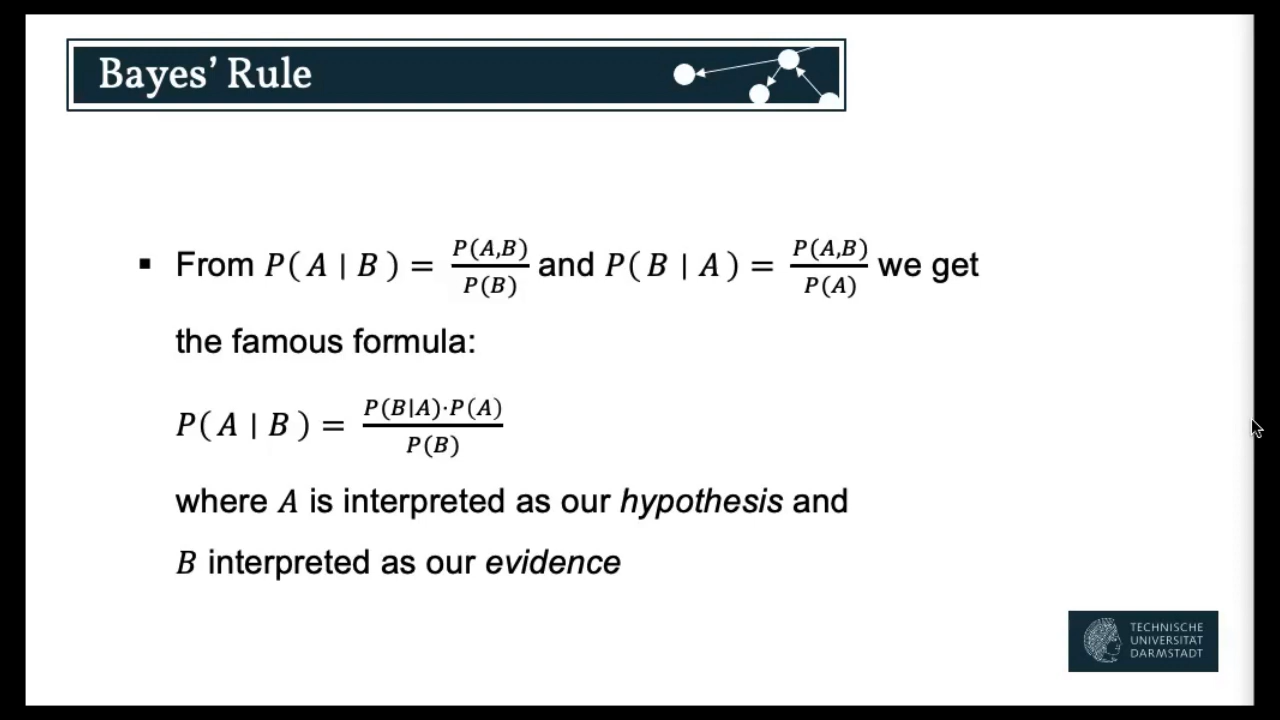 Bayes’ Rule
▪ From P( A | B ) = P(A,B)/P(B) and P( B | A ) = P(A,B)/P(A) we get
the famous formula:
P( A | B ) = P(B|A)·P(A)/P(B)
where A is interpreted as our hypothesis and
B interpreted as our evidence
TECHNISCHE
UNIVERSITÄT
DARMSTADT